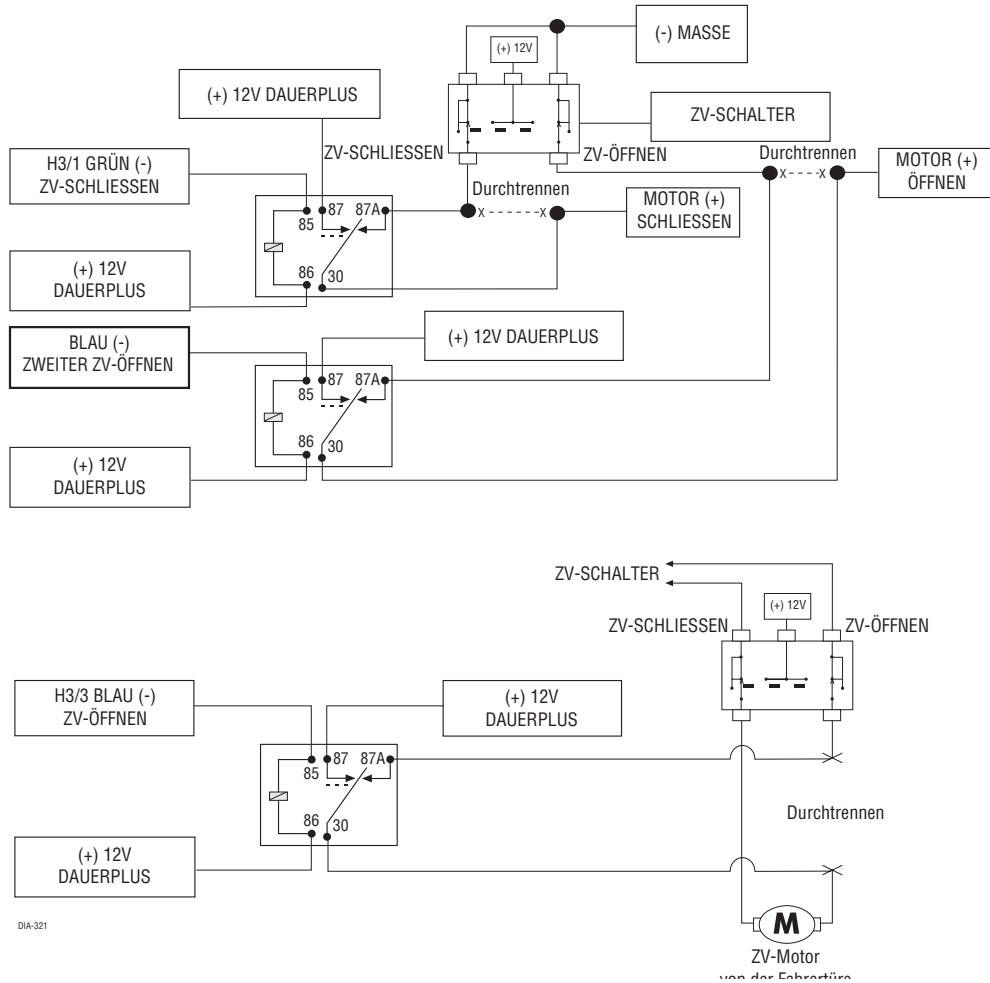 (-) MASSE
(+) 12V
(+) 12V DAUERPLUS
ZV-SCHALTER
ZV-SCHLIESSEN
ZV-ÖFFNEN
Durchtrennen
H3/1 GRÜN (-)
ZV-SCHLIESSEN
MOTOR (+)
ÖFFNEN
Durchtrennen
x - - - - x
MOTOR (+)
SCHLIESSEN
x - - - - - - - x
87
87A
85
86
30
(+) 12V
DAUERPLUS
BLAU (-)
ZWEITER ZV-ÖFFNEN
(+) 12V DAUERPLUS
87
87A
85
86
30
(+) 12V
DAUERPLUS
ZV-SCHALTER
(+) 12V
ZV-SCHLIESSEN
ZV-ÖFFNEN
H3/3 BLAU (-)
ZV-ÖFFNEN
(+) 12V
DAUERPLUS
87
87A
85
86
30
Durchtrennen
(+) 12V
DAUERPLUS
M
DIA-321
ZV-Motor
von der Fahrertüre